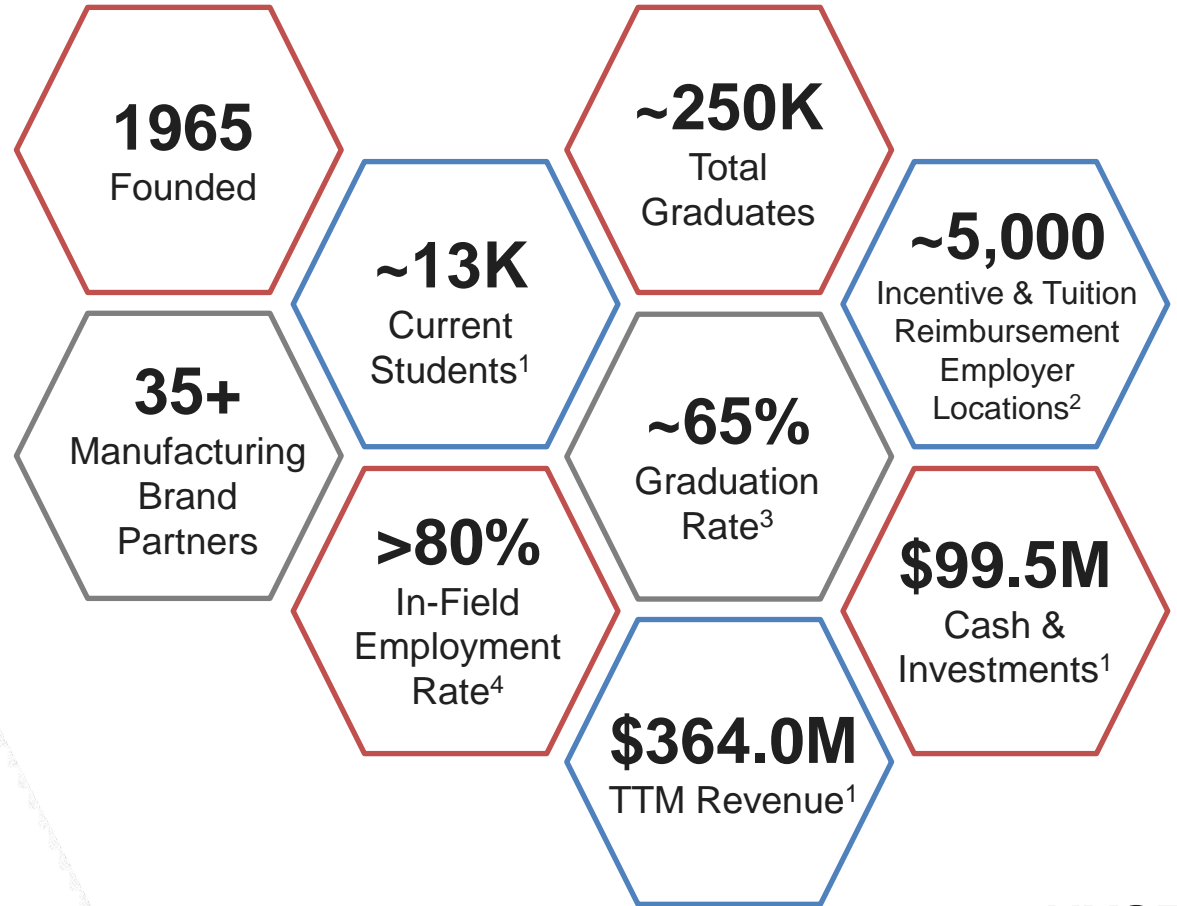 1965
Founded
~250K
Total
Graduates
~13K
Current
Students¹
~5,000
Incentive & Tuition
Reimbursement
Employer
Locations²
35+
Manufacturing
Brand
Partners
~65%
Graduation
Rate³
>80%
In-Field
Employment
Rate⁴
$99.5M
Cash &
Investments¹
$364.0M
TTM Revenue¹